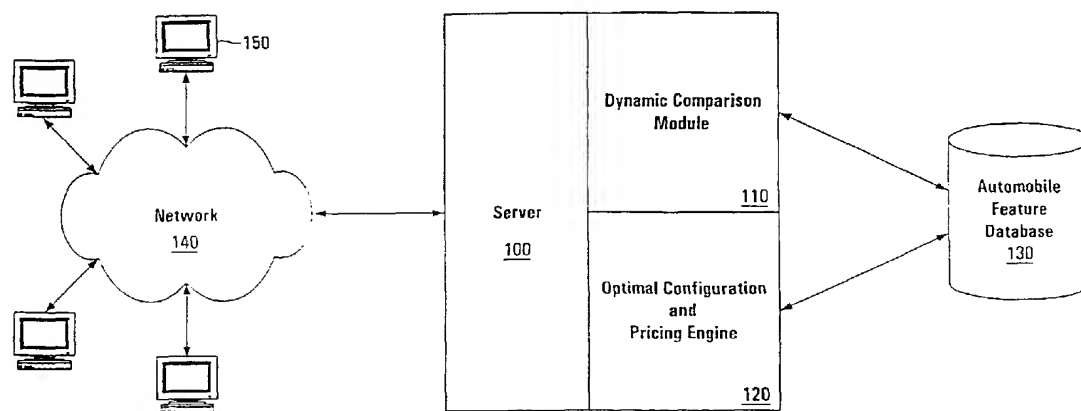 150
Network
140
Server
100
Dynamic Comparison
Module
110
Optimal Configuration
and
Pricing Engine
120
Automobile
Feature
Database
130